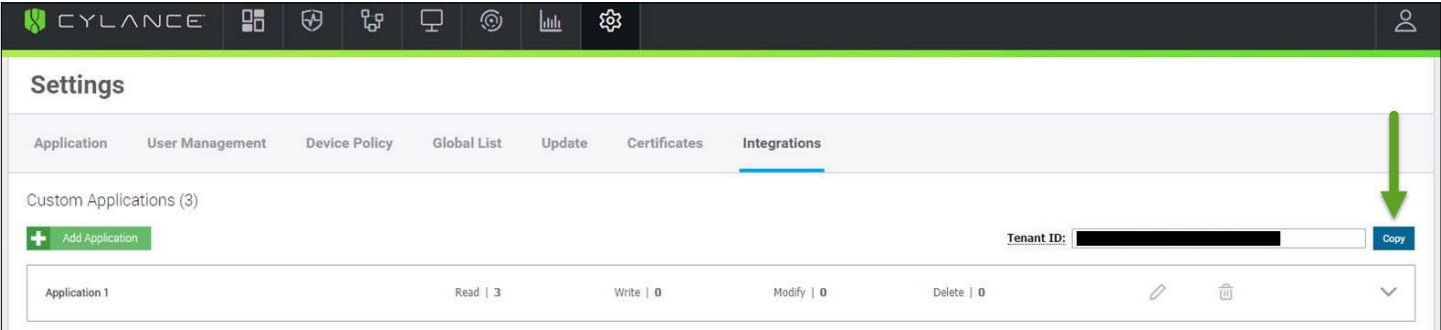 CYLANCE
Settings
Application User Management Device Policy Global List Update Certificates Integrations
Custom Applications (3)
Add Application Tenant ID: Copy
Application 1 Read | 3 Write | 0 Modify | 0 Delete | 0